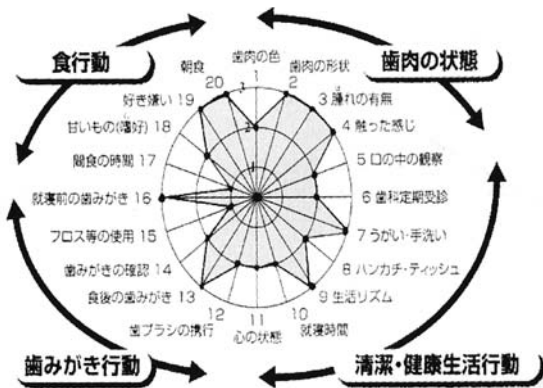 食行動
歯肉の状態
歯肉の色
1
歯肉の形状
2
3 腫れの有無
4 触った感じ
5 口の中の観察
6 歯科定期受診
7 うがい・手洗い
8 ハンカチ・ティッシュ
9 生活リズム
10
就寝時間
11
心の状態
12
歯ブラシの携行
食後の歯みがき 13
歯みがきの確認 14
フロス等の使用 15
就寝前の歯みがき 16
間食の時間 17
甘いもの(嗜好) 18
好き嫌い 19
朝食
20
3
2
1
歯みがき行動
清潔・健康生活行動